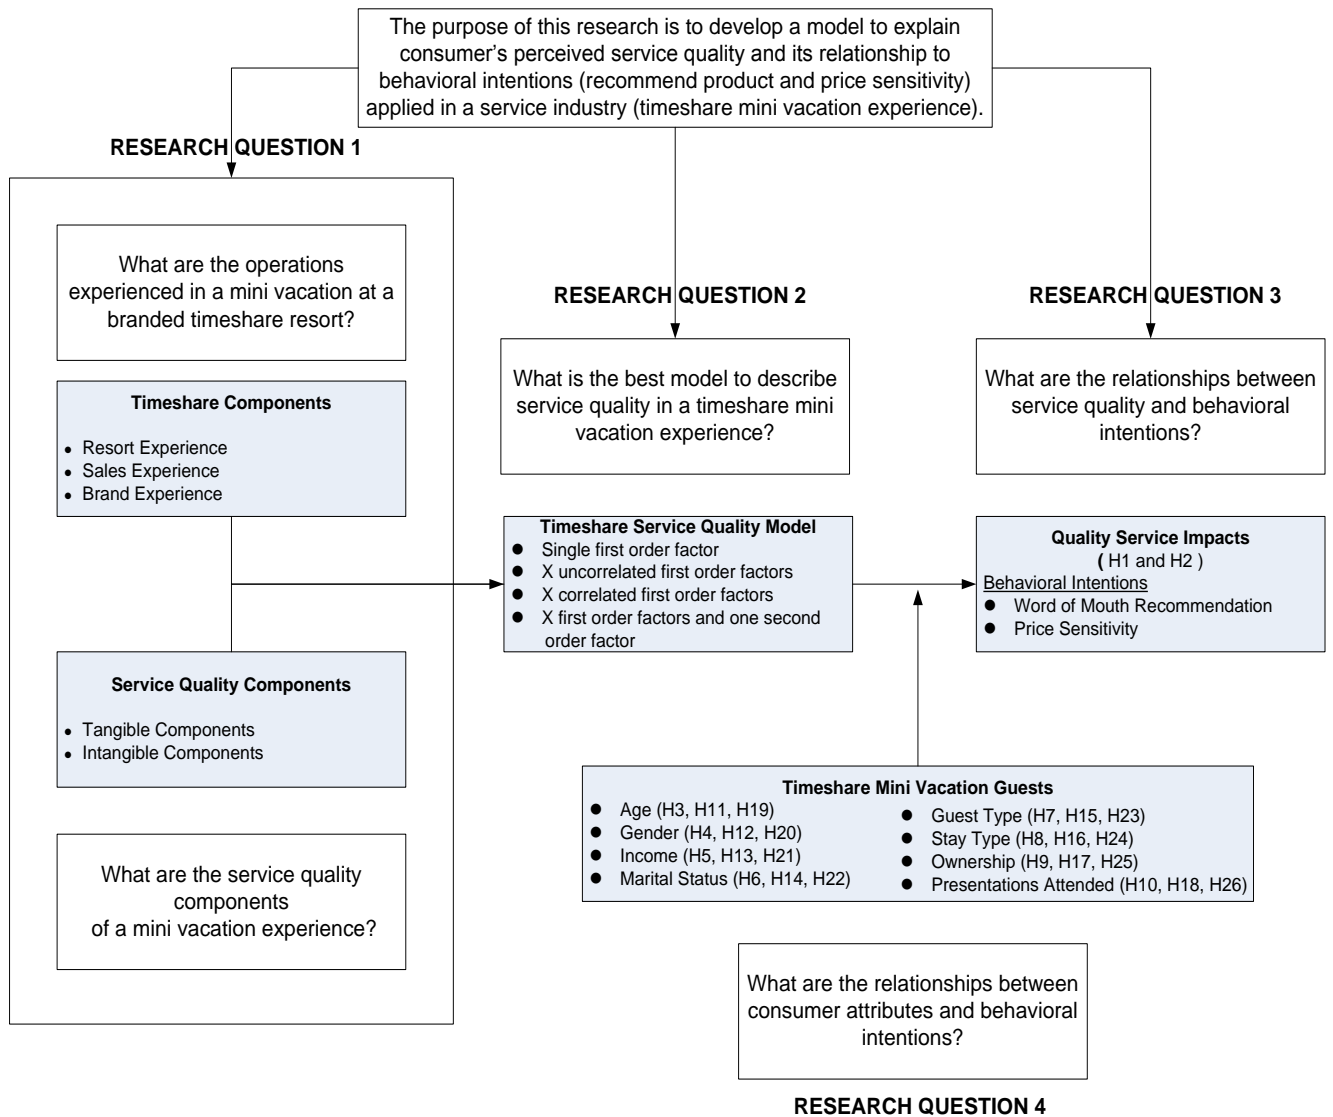 The purpose of this research is to develop a model to explain
consumer's perceived service quality and its relationship to
behavioral intentions (recommend product and price sensitivity)
applied in a service industry (timeshare mini vacation experience).
RESEARCH QUESTION 1
What are the operations
experienced in a mini vacation at a
branded timeshare resort?
Timeshare Components
• Resort Experience
• Sales Experience
• Brand Experience
Service Quality Components
• Tangible Components
• Intangible Components
What are the service quality
components
of a mini vacation experience?
RESEARCH QUESTION 2
What is the best model to describe
service quality in a timeshare mini
vacation experience?
Timeshare Service Quality Model
● Single first order factor
● X uncorrelated first order factors
● X correlated first order factors
● X first order factors and one second
order factor
RESEARCH QUESTION 3
What are the relationships between
service quality and behavioral
intentions?
Quality Service Impacts
( H1 and H2 )
Behavioral Intentions
● Word of Mouth Recommendation
● Price Sensitivity
Timeshare Mini Vacation Guests
● Age (H3, H11, H19)
● Gender (H4, H12, H20)
● Income (H5, H13, H21)
● Marital Status (H6, H14, H22)
● Guest Type (H7, H15, H23)
● Stay Type (H8, H16, H24)
● Ownership (H9, H17, H25)
● Presentations Attended (H10, H18, H26)
What are the relationships between
consumer attributes and behavioral
intentions?
RESEARCH QUESTION 4